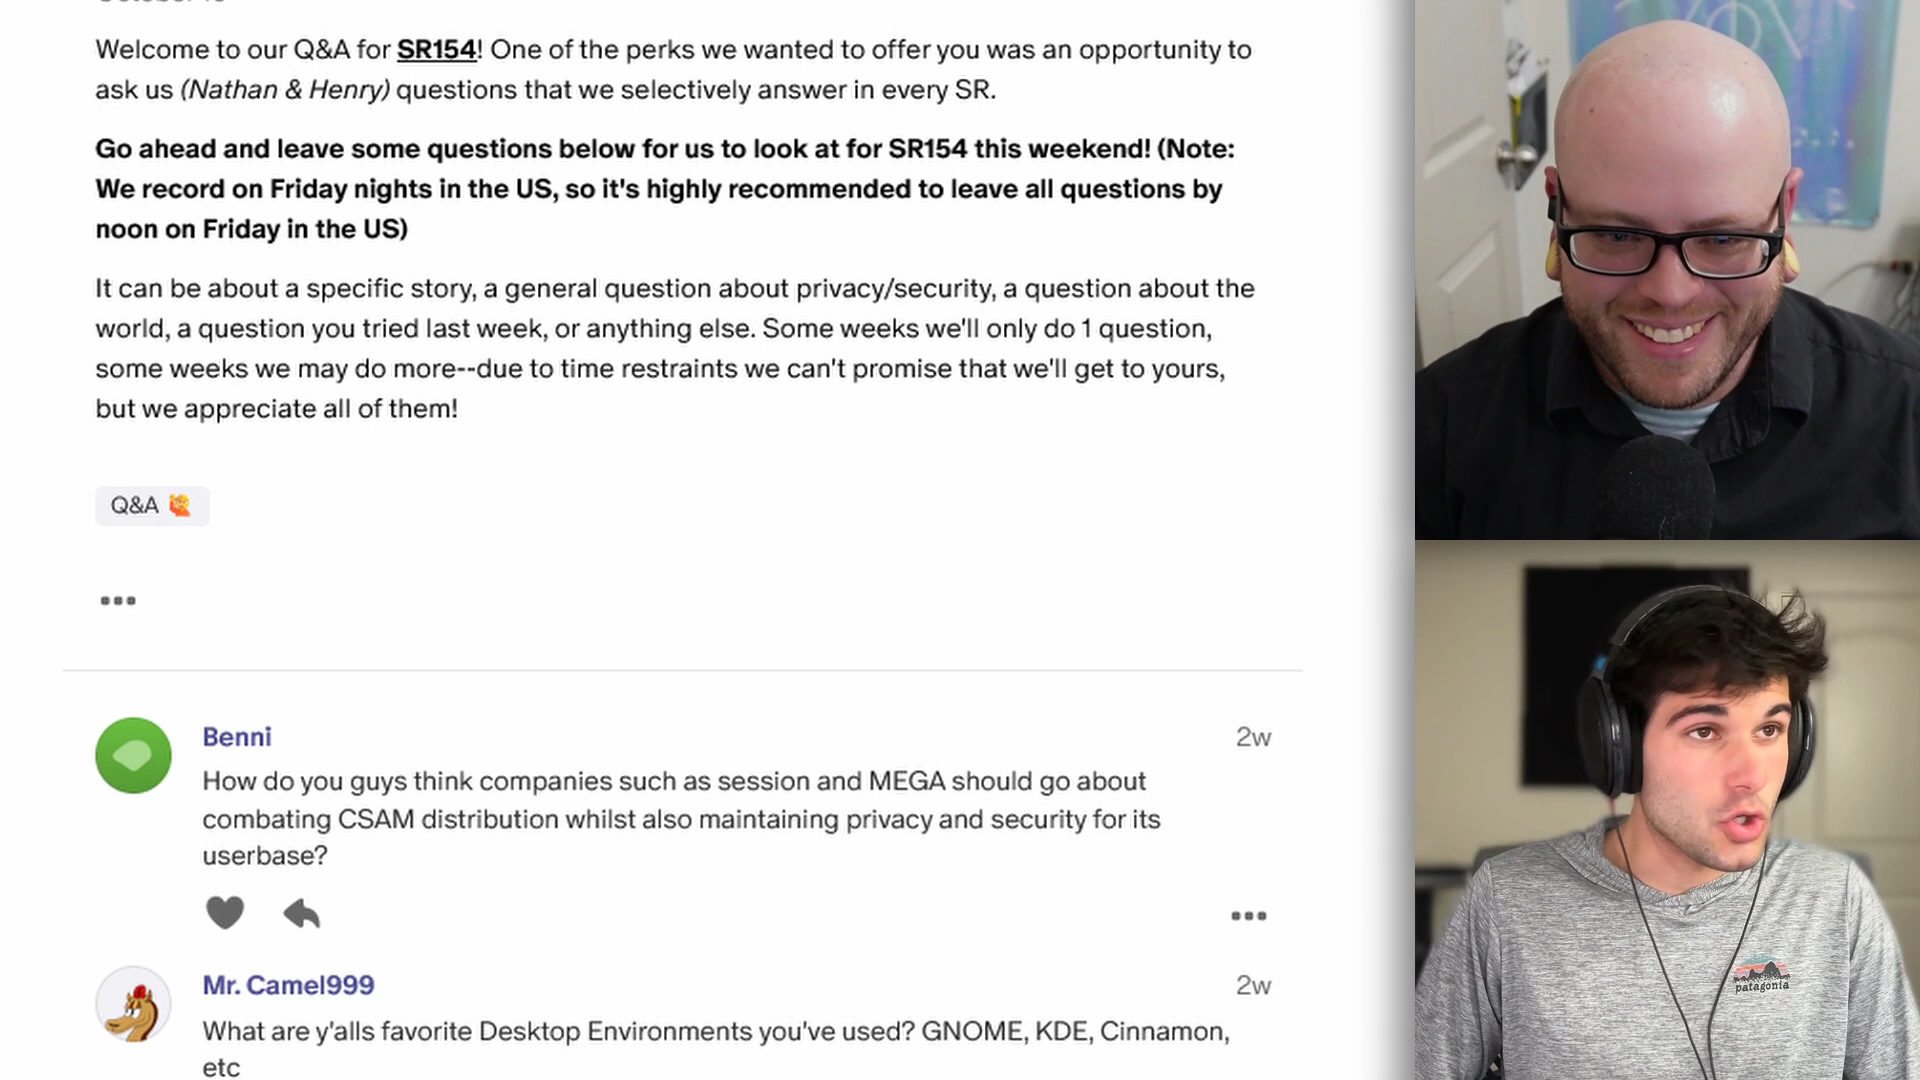 Welcome to our Q&A for SR154! One of the perks we wanted to offer you was an opportunity to
ask us (Nathan & Henry) questions that we selectively answer in every SR.
Go ahead and leave some questions below for us to look at for SR154 this weekend! (Note:
We record on Friday nights in the US, so it's highly recommended to leave all questions by
noon on Friday in the US)
It can be about a specific story, a general question about privacy/security, a question about the
world, a question you tried last week, or anything else. Some weeks we'll only do 1 question,
some weeks we may do more--due to time restraints we can't promise that we'll get to yours,
but we appreciate all of them!
Q&A
Benni 2w
How do you guys think companies such as session and MEGA should go about
combating CSAM distribution whilst also maintaining privacy and security for its
userbase?
Mr. Camel999 2w
What are y'alls favorite Desktop Environments you've used? GNOME, KDE, Cinnamon,
etc
patagonia